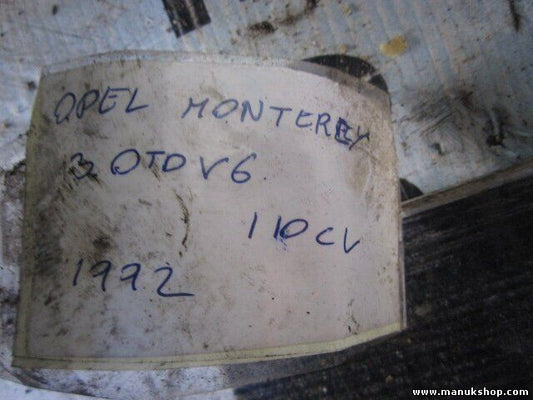 OPEL MONTEREY
3.0TD V6
110CV
1992
www.manukshop.com